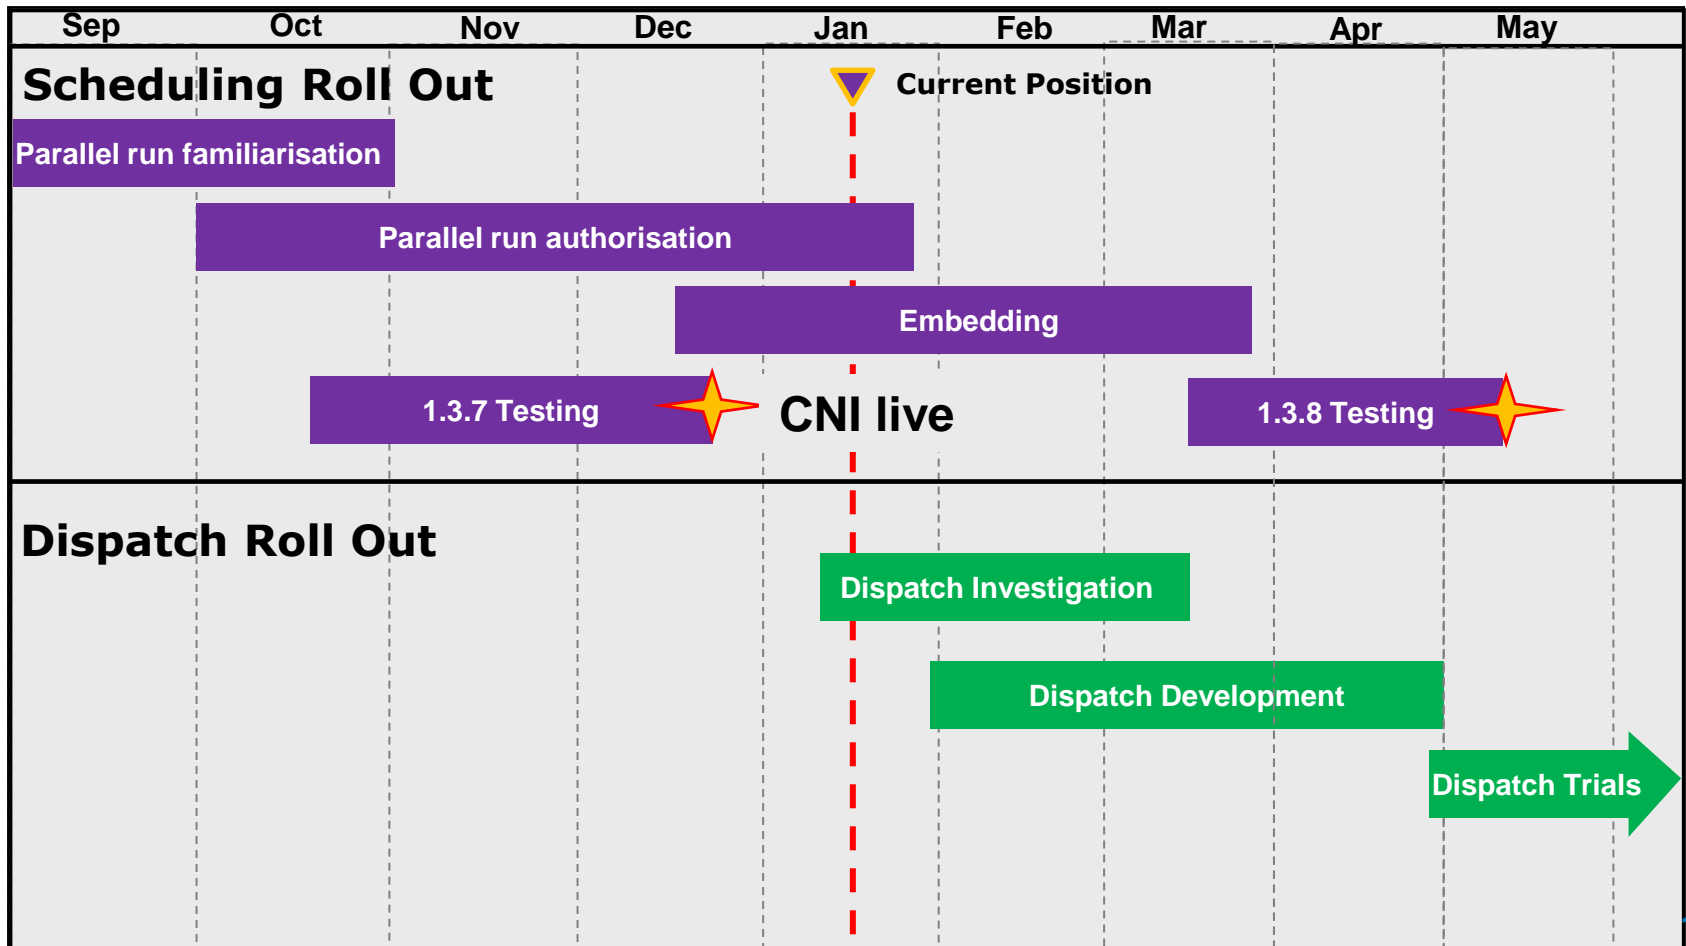 Sep Oct Nov Dec Jan Feb Mar Apr May
Scheduling Roll Out
Current Position
Parallel run familiarisation
Parallel run authorisation
Embedding
1.3.7 Testing
CNI live
1.3.8 Testing
Dispatch Roll Out
Dispatch Investigation
Dispatch Development
Dispatch Trials